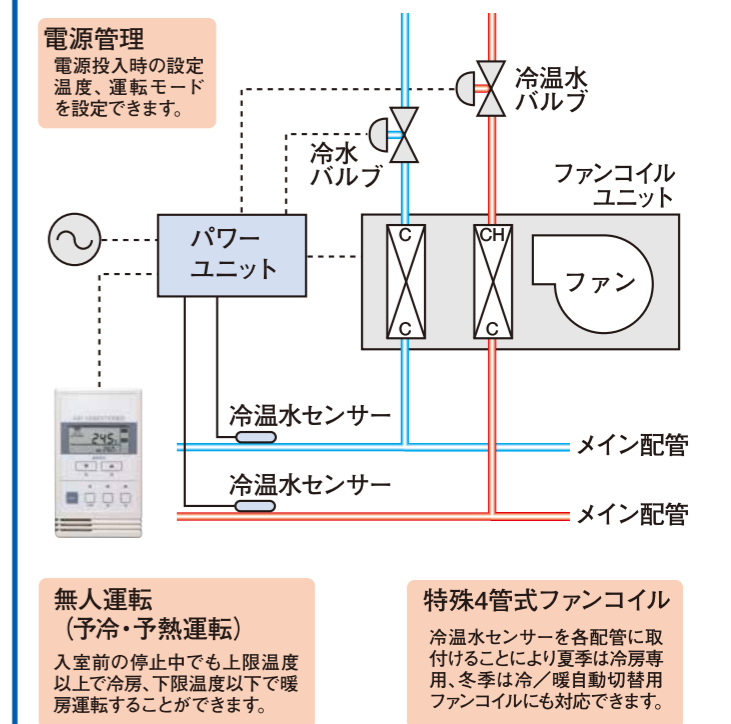 電源管理
電源投入時の設定
温度、運転モード
を設定できます。
冷温水
バルブ
冷水
バルブ
ファンコイル
ユニット
パワー
ユニット
C
CH
ファン
C
C
冷温水センサー
メイン配管
冷温水センサー
メイン配管
無人運転
(予冷・予熱運転)
入室前の停止中でも上限温度
以上で冷房、下限温度以下で暖
房運転することができます。
特殊4管式ファンコイル
冷温水センサーを各配管に取
付けることにより夏季は冷房専
用、冬季は冷／暖自動切替用
ファンコイルにも対応できます。